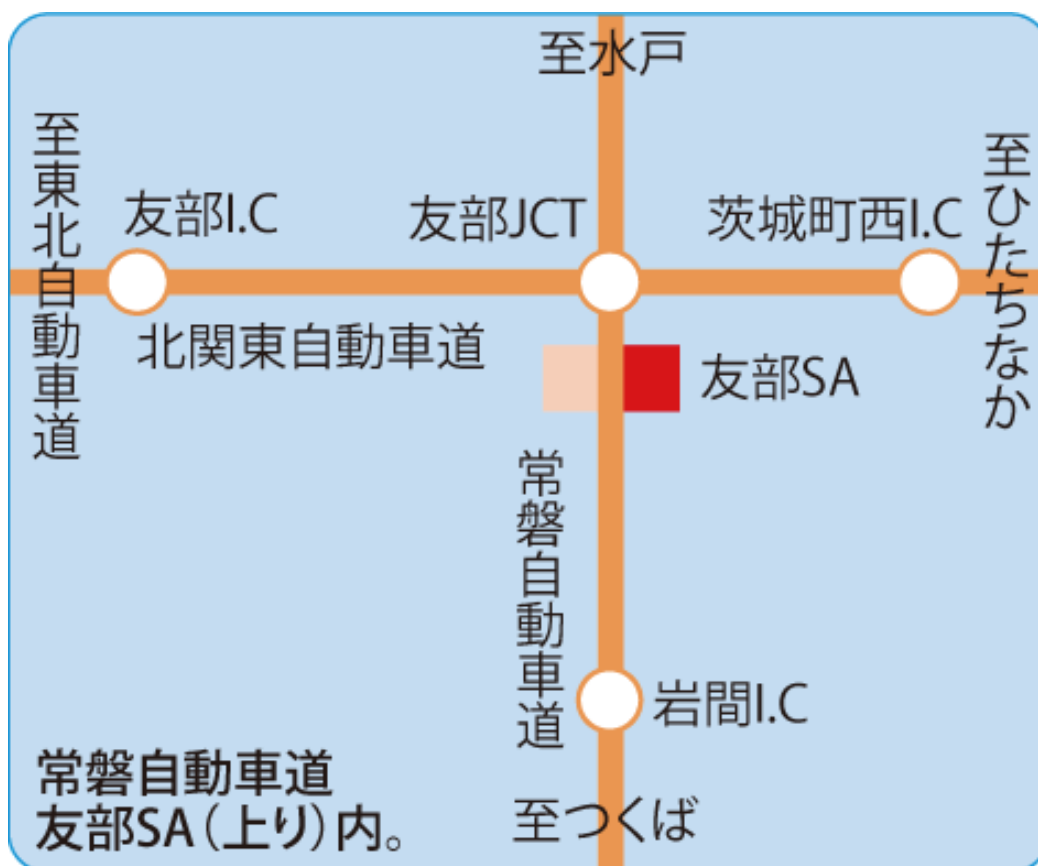 至水戸
至東北自動車道
友部I.C
友部JCT
茨城町西I.C
至ひたちなか
北関東自動車道
友部SA
常磐自動車道
岩間I.C
常磐自動車道
友部SA（上り）内。
至つくば